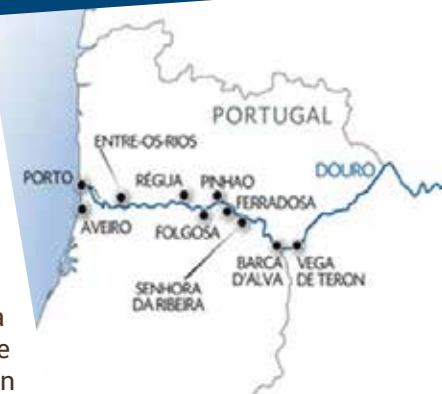 PORTUGAL
ENTRE-OS-RIOS
DOURO
PORTO
RÉGUA
PINHAO
FERRADOSA
AVEIRO
FOLGOSA
SENHORA
DA RIBEIRA
BARCA
D'ALVA
VEGA
DE TERON
a
e
n